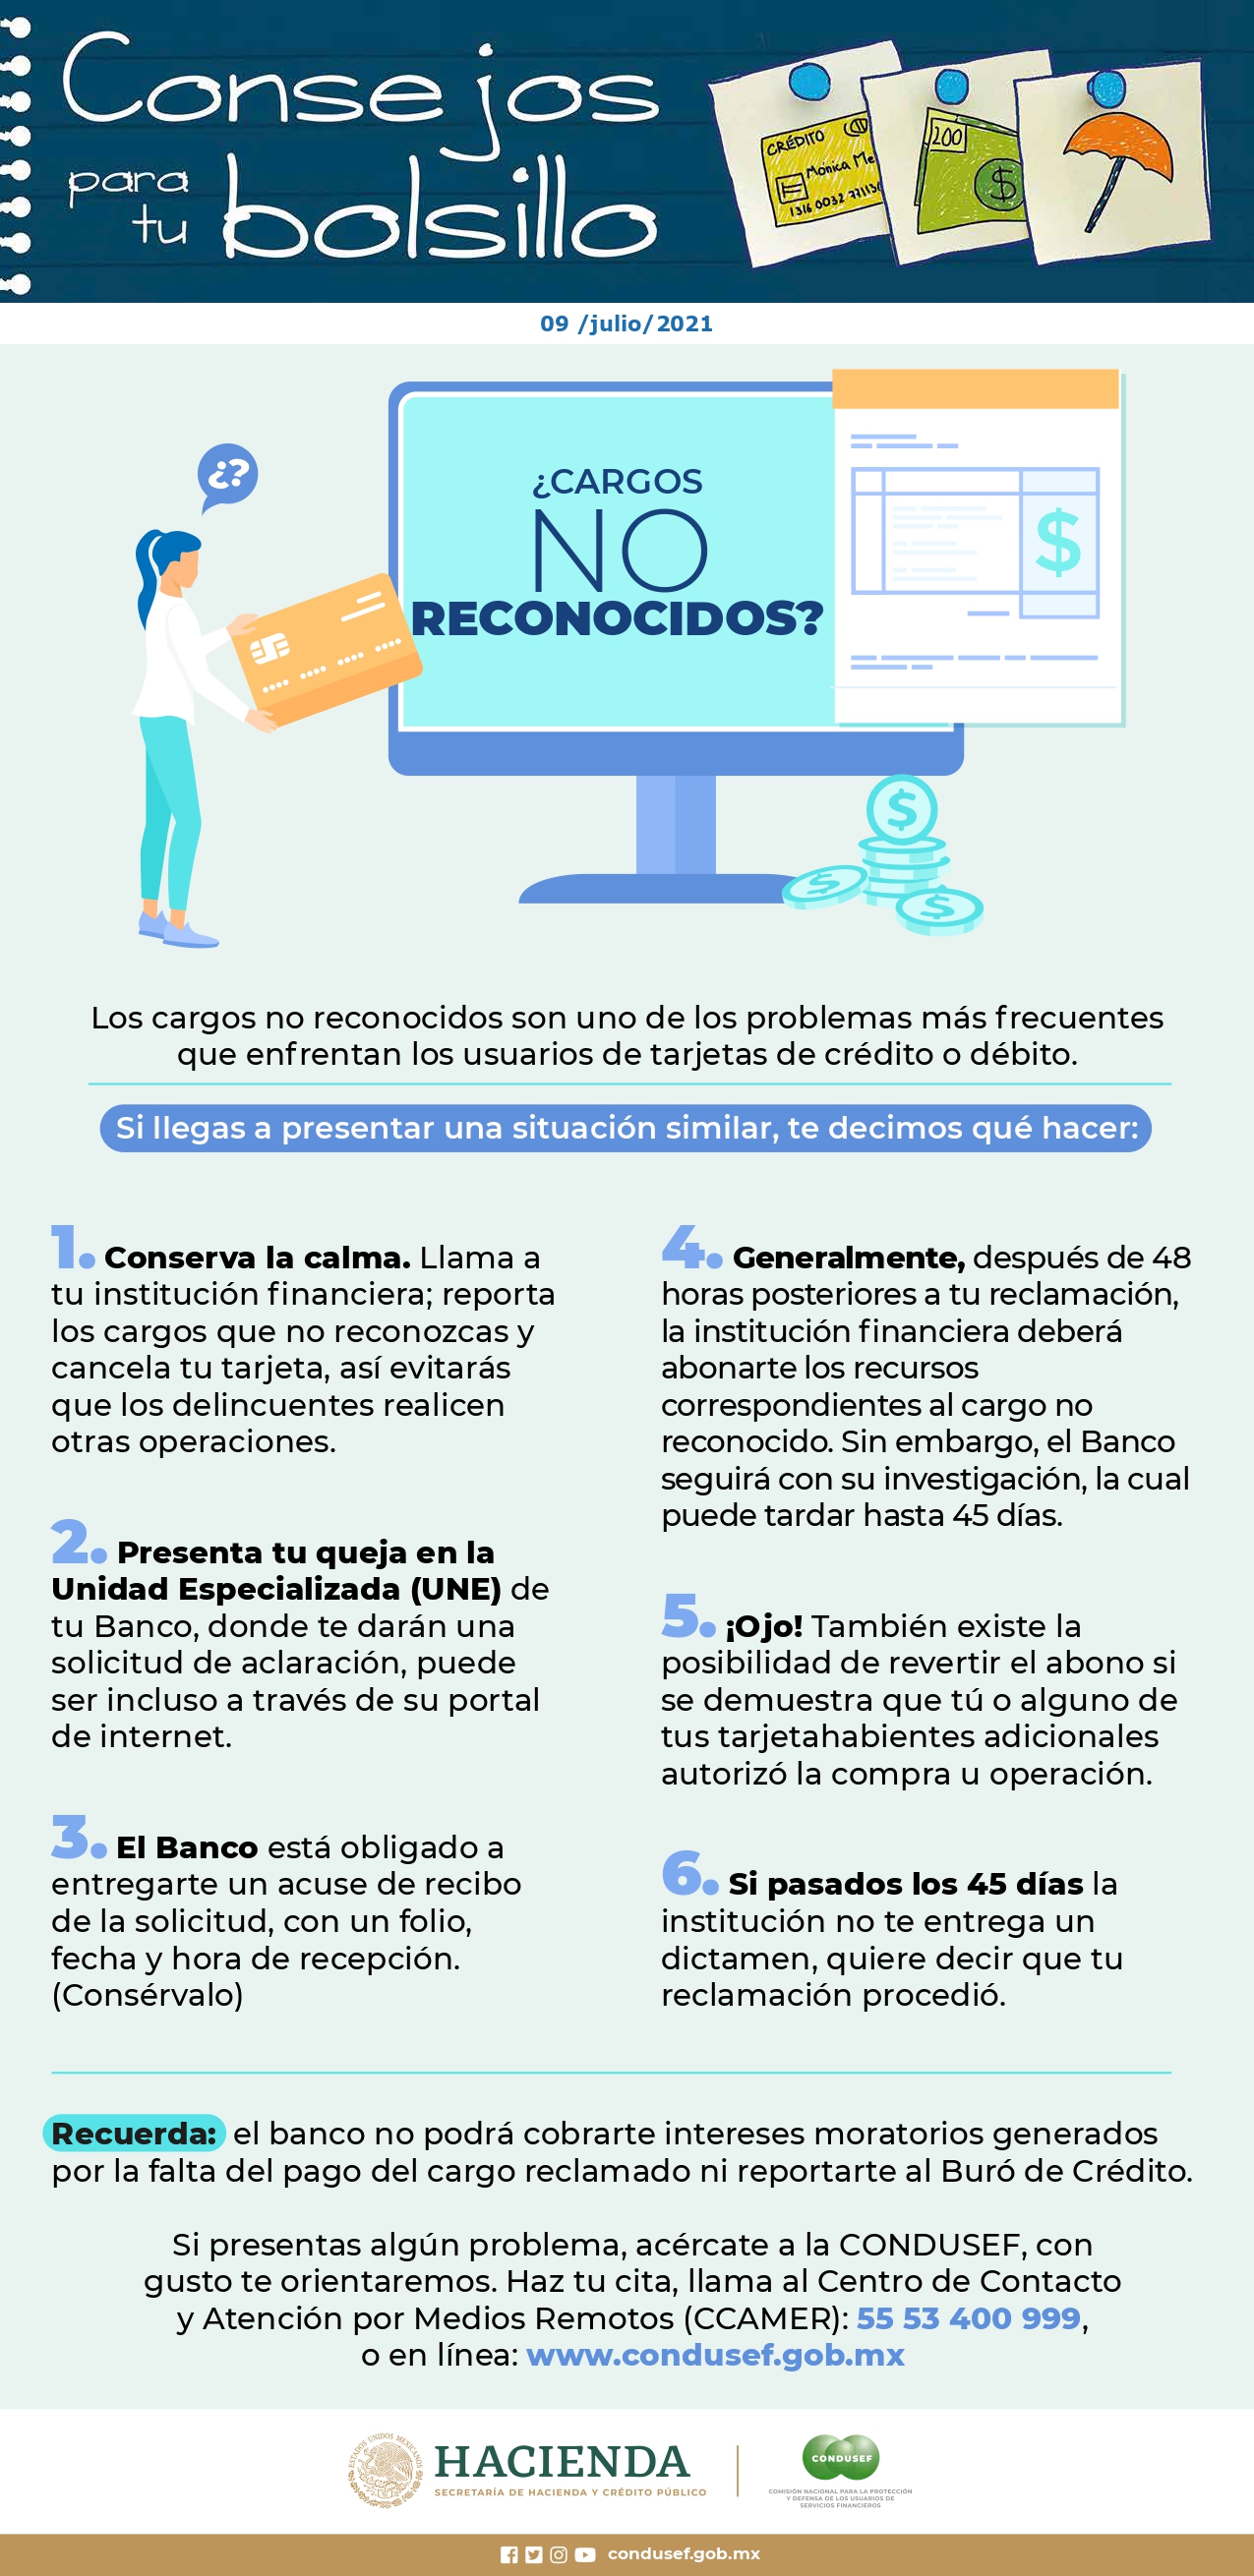 Consejos
para
tu bolsillo
CRÉDITO
Mónica Me
1316 0032 77113
200
$
09 /julio/2021
¿?
¿CARGOS
NO
RECONOCIDOS?
$
$
$
$
Los cargos no reconocidos son uno de los problemas más frecuentes
que enfrentan los usuarios de tarjetas de crédito o débito.
Si llegas a presentar una situación similar, te decimos qué hacer:
1. Conserva la calma. Llama a
tu institución financiera; reporta
los cargos que no reconozcas y
cancela tu tarjeta, así evitarás
que los delincuentes realicen
otras operaciones.
2. Presenta tu queja en la
Unidad Especializada (UNE) de
tu Banco, donde te darán una
solicitud de aclaración, puede
ser incluso a través de su portal
de internet.
3. El Banco está obligado a
entregarte un acuse de recibo
de la solicitud, con un folio,
fecha y hora de recepción.
(Consérvalo)
4. Generalmente, después de 48
horas posteriores a tu reclamación,
la institución financiera deberá
abonarte los recursos
correspondientes al cargo no
reconocido. Sin embargo, el Banco
seguirá con su investigación, la cual
puede tardar hasta 45 días.
5. ¡Ojo! También existe la
posibilidad de revertir el abono si
se demuestra que tú o alguno de
tus tarjetahabientes adicionales
autorizó la compra u operación.
6. Si pasados los 45 días la
institución no te entrega un
dictamen, quiere decir que tu
reclamación procedió.
Recuerda: el banco no podrá cobrarte intereses moratorios generados
por la falta del pago del cargo reclamado ni reportarte al Buró de Crédito.
Si presentas algún problema, acércate a la CONDUSEF, con
gusto te orientaremos. Haz tu cita, llama al Centro de Contacto
y Atención por Medios Remotos (CCAMER): 55 53 400 999,
o en línea: www.condusef.gob.mx
ESTADOS UNIDOS MEXICANOS
HACIENDA
SECRETARÍA DE HACIENDA Y CRÉDITO PÚBLICO
CONDUSEF
COMISIÓN NACIONAL PARA LA PROTECCIÓN
Y DEFENSA DE LOS USUARIOS DE
SERVICIOS FINANCIEROS
condusef.gob.mx